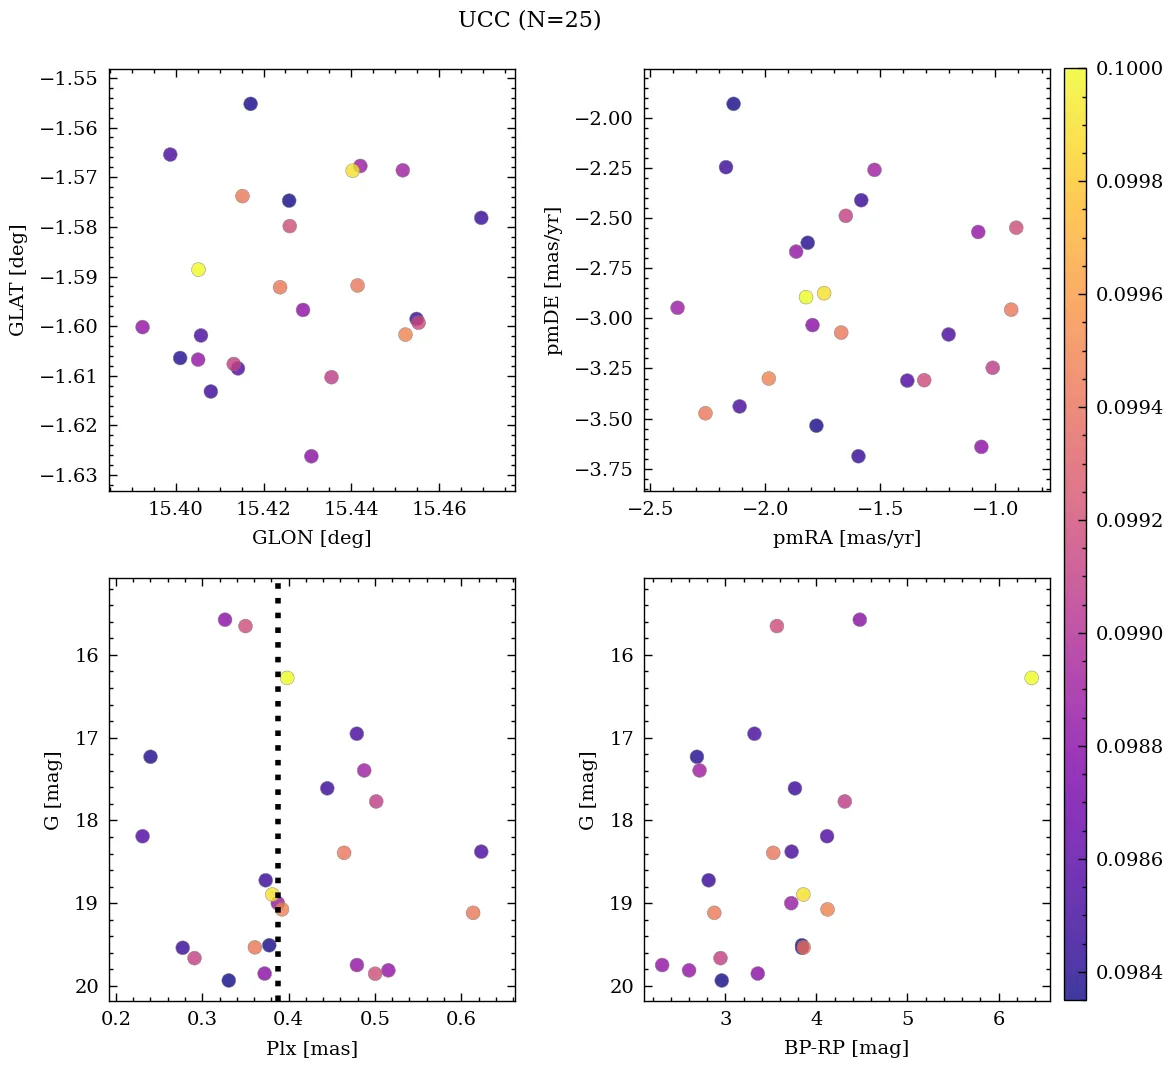 UCC (N=25)
−1.55
−1.56
−1.57
−1.58
−1.59
−1.60
−1.61
−1.62
−1.63
GLAT [deg]
15.40 15.42 15.44 15.46
GLON [deg]
−2.00
−2.25
−2.50
−2.75
−3.00
−3.25
−3.50
−3.75
pmDE [mas/yr]
−2.5 −2.0 −1.5 −1.0
pmRA [mas/yr]
16
17
18
19
20
G [mag]
0.2 0.3 0.4 0.5 0.6
Plx [mas]
16
17
18
19
20
G [mag]
3 4 5 6
BP-RP [mag]
0.1000
0.0998
0.0996
0.0994
0.0992
0.0990
0.0988
0.0986
0.0984